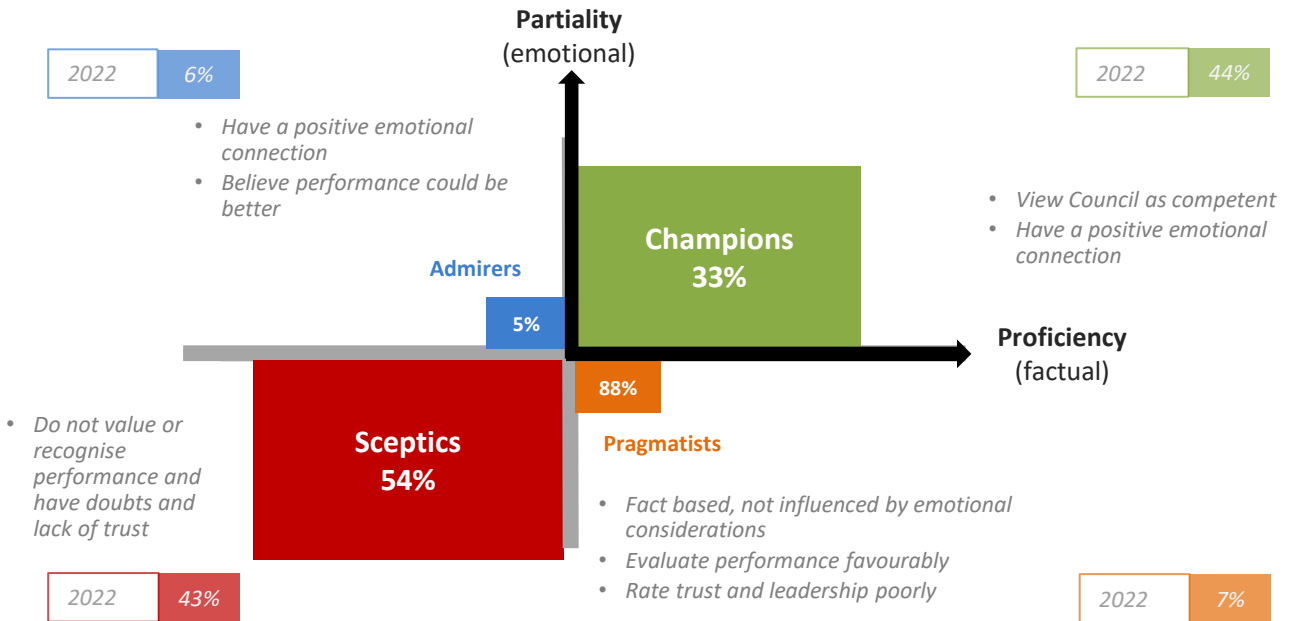 Partiality
(emotional)
2022 6%
2022 44%
• Have a positive emotional
connection
• Believe performance could be
better
• View Council as competent
• Have a positive emotional
connection
Champions
33%
Admirers
5%
Proficiency
(factual)
88%
• Do not value or
recognise
performance and
have doubts and
lack of trust
Sceptics
54%
Pragmatists
• Fact based, not influenced by emotional
considerations
• Evaluate performance favourably
• Rate trust and leadership poorly
2022 43%
2022 7%